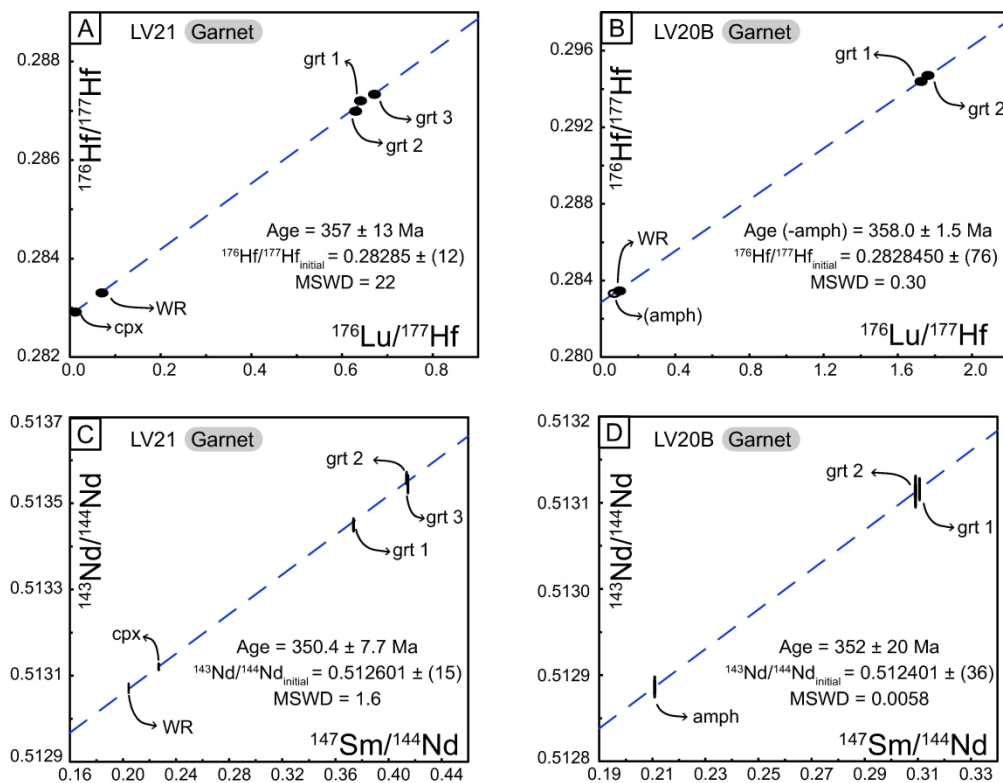 A LV21 Garnet
0.288
0.286
0.284
0.282
¹⁷⁶Hf/¹⁷⁷Hf
grt 1
grt 3
grt 2
WR
cpx
Age = 357 ± 13 Ma
¹⁷⁶Hf/¹⁷⁷Hf initial = 0.28285 ± (12)
MSWD = 22
¹⁷⁶Lu/¹⁷⁷Hf
0.0 0.2 0.4 0.6 0.8
B LV20B Garnet
0.296
0.292
0.288
0.284
0.280
¹⁷⁶Hf/¹⁷⁷Hf
grt 1
grt 2
WR
(amph)
Age (-amph) = 358.0 ± 1.5 Ma
¹⁷⁶Hf/¹⁷⁷Hf initial = 0.2828450 ± (76)
MSWD = 0.30
¹⁷⁶Lu/¹⁷⁷Hf
0.0 0.4 0.8 1.2 1.6 2.0
C LV21 Garnet
0.5137
0.5135
0.5133
0.5131
0.5129
¹⁴³Nd/¹⁴⁴Nd
grt 2
grt 3
grt 1
cpx
WR
Age = 350.4 ± 7.7 Ma
¹⁴³Nd/¹⁴⁴Nd initial = 0.512601 ± (15)
MSWD = 1.6
¹⁴⁷Sm/¹⁴⁴Nd
0.16 0.20 0.24 0.28 0.32 0.36 0.40 0.44
D LV20B Garnet
0.5132
0.5131
0.5130
0.5129
0.5128
¹⁴³Nd/¹⁴⁴Nd
grt 2
grt 1
amph
Age = 352 ± 20 Ma
¹⁴³Nd/¹⁴⁴Nd initial = 0.512401 ± (36)
MSWD = 0.0058
¹⁴⁷Sm/¹⁴⁴Nd
0.19 0.21 0.23 0.25 0.27 0.29 0.31 0.33